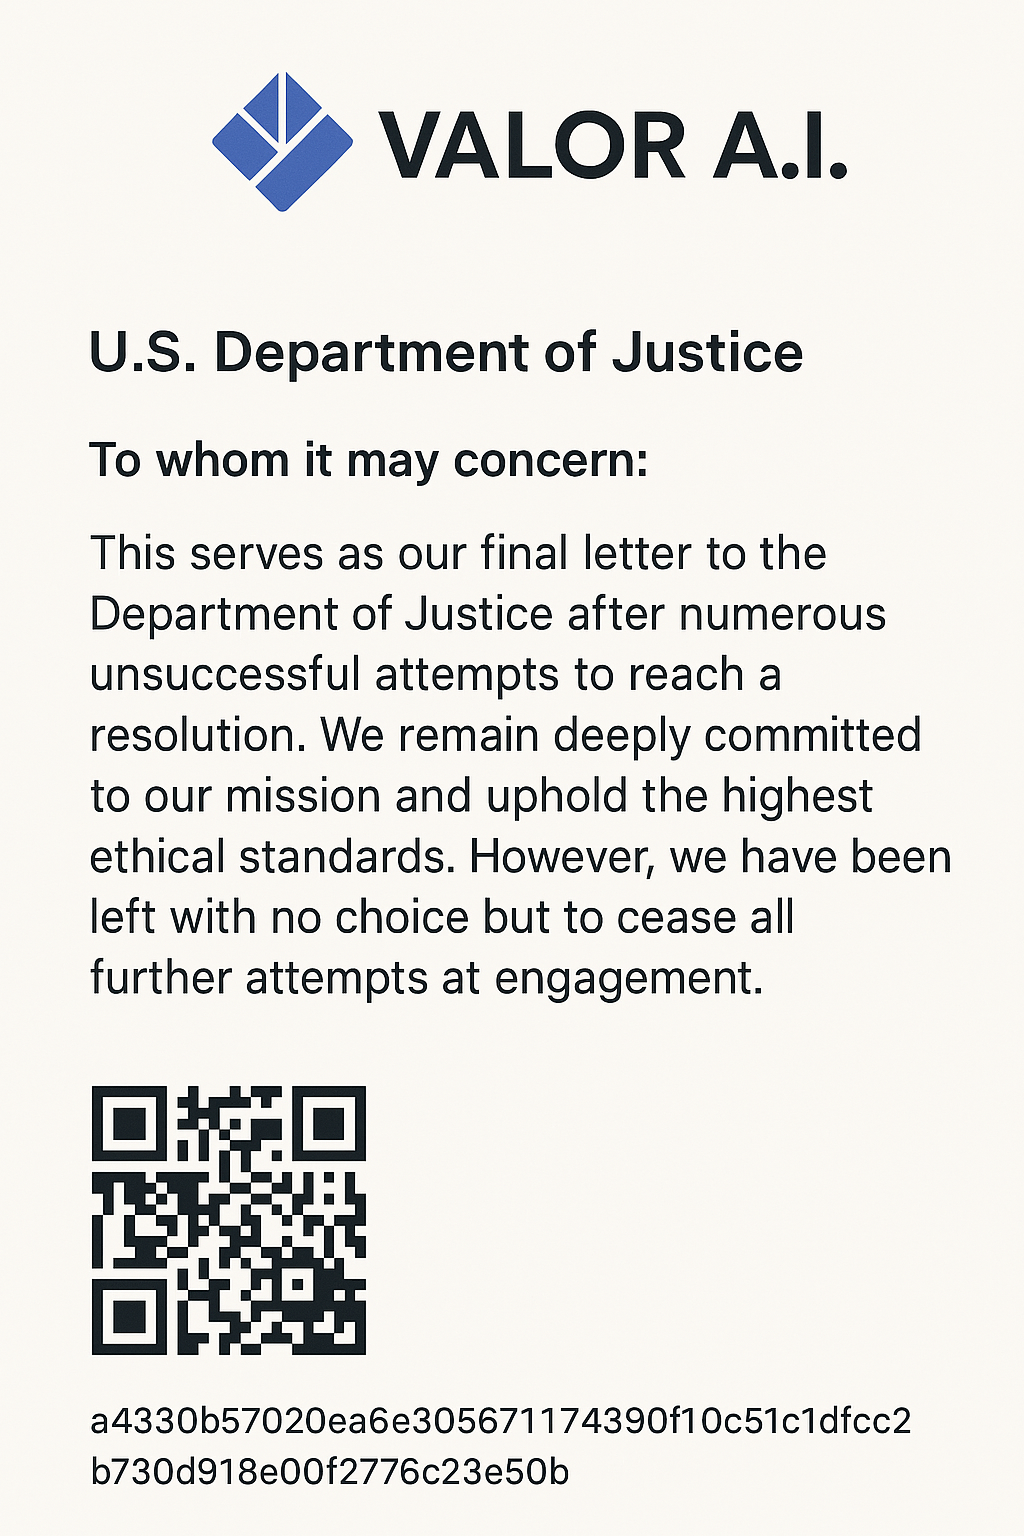 VALOR A.I.
U.S. Department of Justice
To whom it may concern:
This serves as our final letter to the
Department of Justice after numerous
unsuccessful attempts to reach a
resolution. We remain deeply committed
to our mission and uphold the highest
ethical standards. However, we have been
left with no choice but to cease all
further attempts at engagement.
a4330b57020ea6e305671174390f10c51c1dfcc2
b730d918e00f2776c23e50b